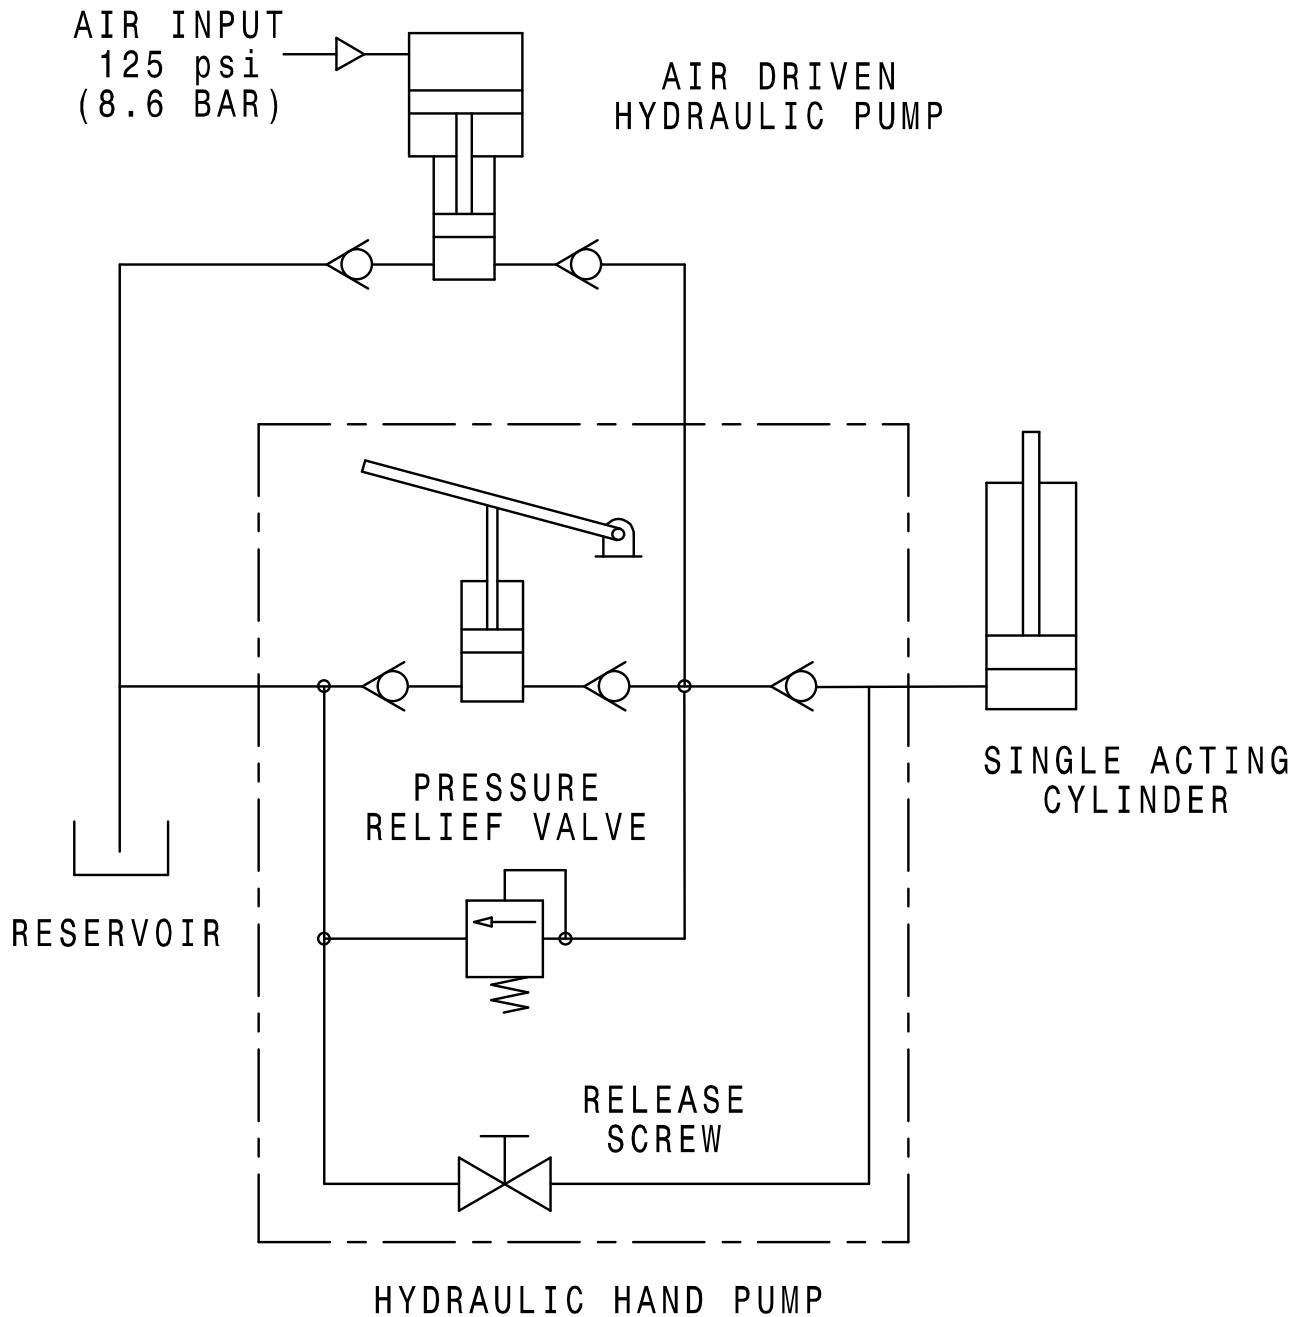 AIR INPUT
125 psi
(8.6 BAR)
AIR DRIVEN
HYDRAULIC PUMP
SINGLE ACTING
CYLINDER
PRESSURE
RELIEF VALVE
RESERVOIR
RELEASE
SCREW
HYDRAULIC HAND PUMP